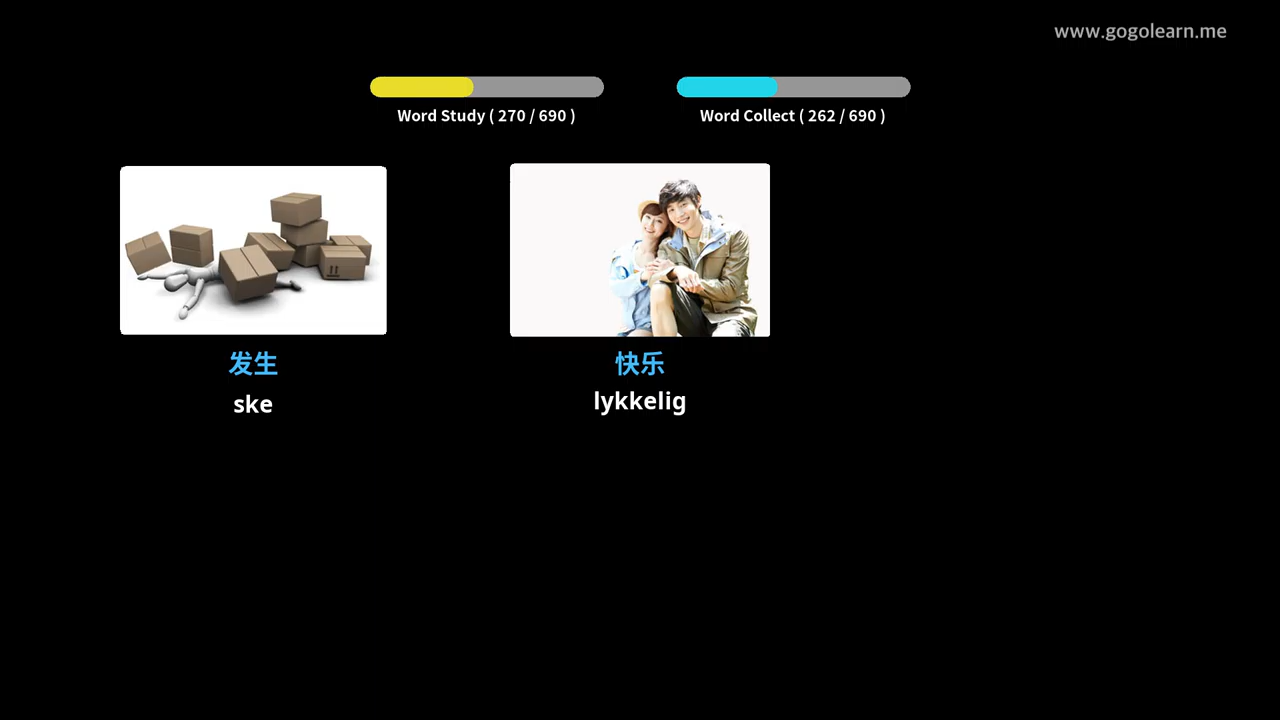 www.gogolearn.me
Word Study ( 270 / 690 )
Word Collect ( 262 / 690 )
发生
快乐
ske
lykkelig